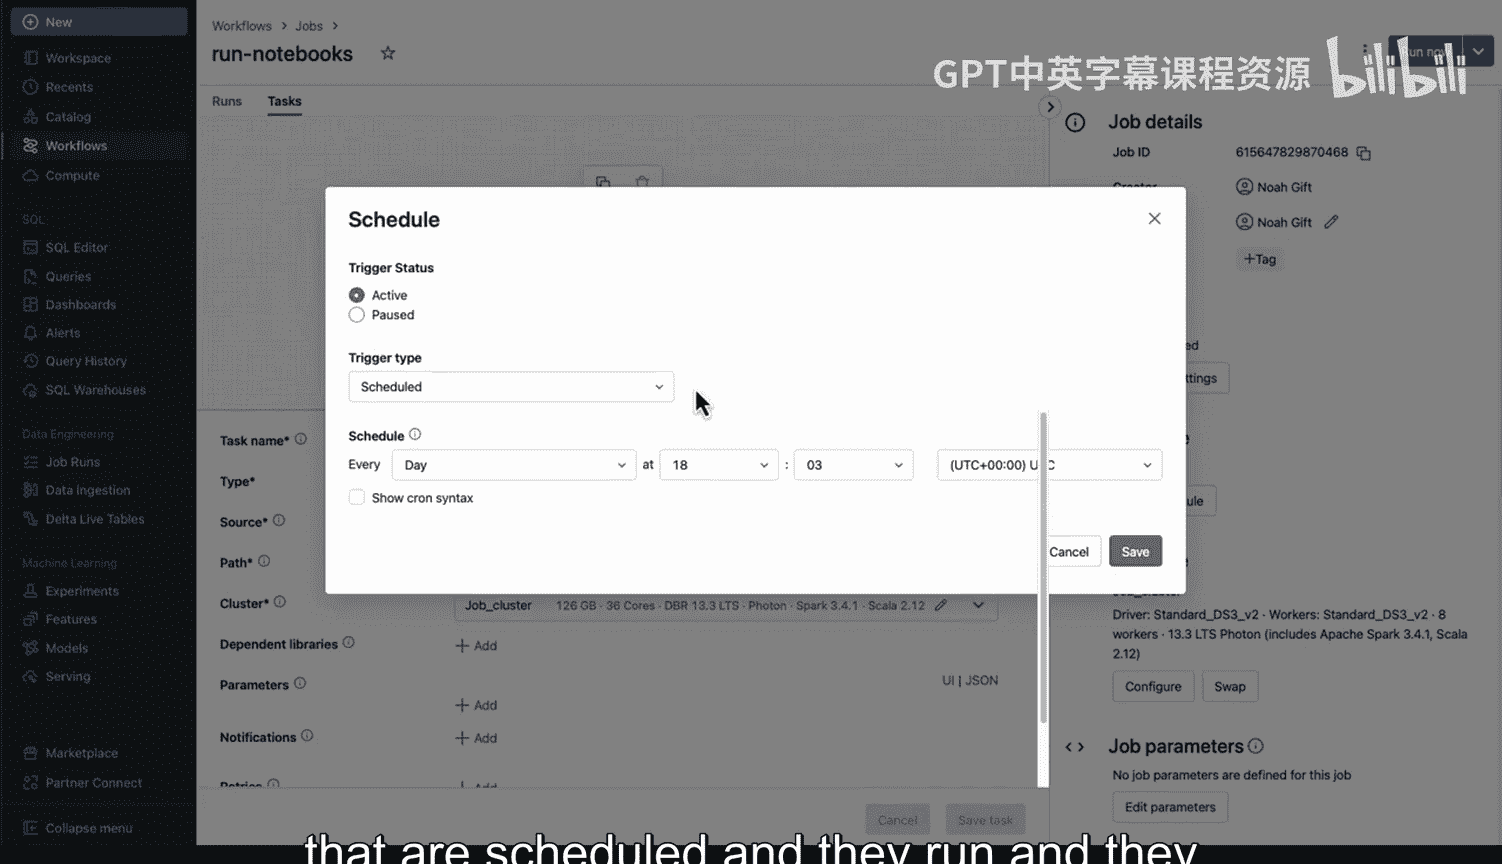 New
Workspace
Recents
Catalog
Workflows
Compute
SQL
SQL Editor
Queries
Dashboards
Alerts
Query History
SQL Warehouses
Data Engineering
Job Runs
Data Ingestion
Delta Live Tables
Machine Learning
Experiments
Features
Models
Serving
Marketplace
Partner Connect
Collapse menu
Workflows > Jobs >
run-notebooks
Run now
GPT中英字幕课程资源 bilibili
Runs Tasks
Schedule
Trigger Status
Active
Paused
Trigger type
Scheduled
Schedule
Every Day at 18 : 03 (UTC+00:00)
Show cron syntax
Cancel Save
Task name*
Type*
Source*
Path*
Cluster*
Job_cluster 126 GB · 36 Cores · DBR 13.3 LTS · Photon · Spark 3.4.1 · Scala 2.12
Dependent libraries
+ Add
Parameters
UI | JSON
+ Add
Notifications
+ Add
Cancel Save task
Job details
Job ID 615647829870468
Noah Gift
Noah Gift
+Tag
Driver: Standard_DS3_v2 · Workers: Standard_DS3_v2 · 8
workers · 13.3 LTS Photon (includes Apache Spark 3.4.1, Scala
2.12)
Configure Swap
Job parameters
No job parameters are defined for this job
Edit parameters
that are scheduled and they run and they